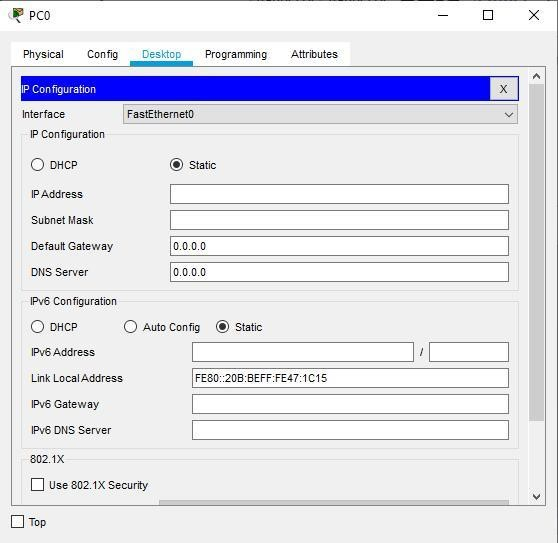 PC0
Physical Config Desktop Programming Attributes
IP Configuration X
Interface FastEthernet0
IP Configuration
DHCP Static
IP Address
Subnet Mask
Default Gateway 0.0.0.0
DNS Server 0.0.0.0
IPv6 Configuration
DHCP Auto Config Static
IPv6 Address /
Link Local Address FE80::20B:BEFF:FE47:1C15
IPv6 Gateway
IPv6 DNS Server
802.1X
Use 802.1X Security
Top